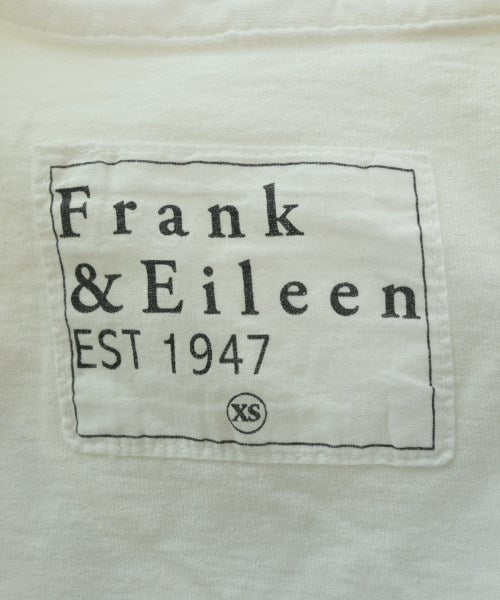 Frank
& Eileen
EST 1947
XS